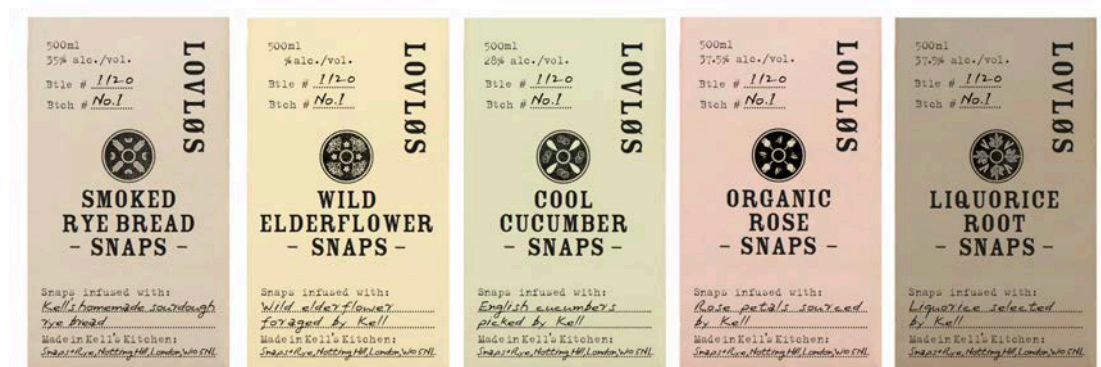 500ml
35% alc./vol.
Btle # 1/20
Btch # No.1
LOVLØS
SMOKED
RYE BREAD
- SNAPS -
Snaps infused with:
Kell's homemade sourdough
rye bread
Made in Kell's Kitchen:
Snaps+Rye, Notting Hill, London, W10 5NL
500ml
% alc./vol.
Btle # 1/20
Btch # No.1
LOVLØS
WILD
ELDERFLOWER
- SNAPS -
Snaps infused with:
Wild elderflower
foraged by Kell
Made in Kell's Kitchen:
Snaps+Rye, Notting Hill, London, W10 5NL
500ml
28% alc./vol.
Btle # 1/20
Btch # No.1
LOVLØS
COOL
CUCUMBER
- SNAPS -
Snaps infused with:
English cucumbers
picked by Kell
Made in Kell's Kitchen:
Snaps+Rye, Notting Hill, London, W10 5NL
500ml
37.5% alc./vol.
Btle # 1/20
Btch # No.1
LOVLØS
ORGANIC
ROSE
- SNAPS -
Snaps infused with:
Rose petals sourced
by Kell
Made in Kell's Kitchen:
Snaps+Rye, Notting Hill, London, W10 5NL
500ml
37.5% alc./vol.
Btle # 1/20
Btch # No.1
LOVLØS
LIQUORICE
ROOT
- SNAPS -
Snaps infused with:
Liquorice selected
by Kell
Made in Kell's Kitchen:
Snaps+Rye, Notting Hill, London, W10 5NL